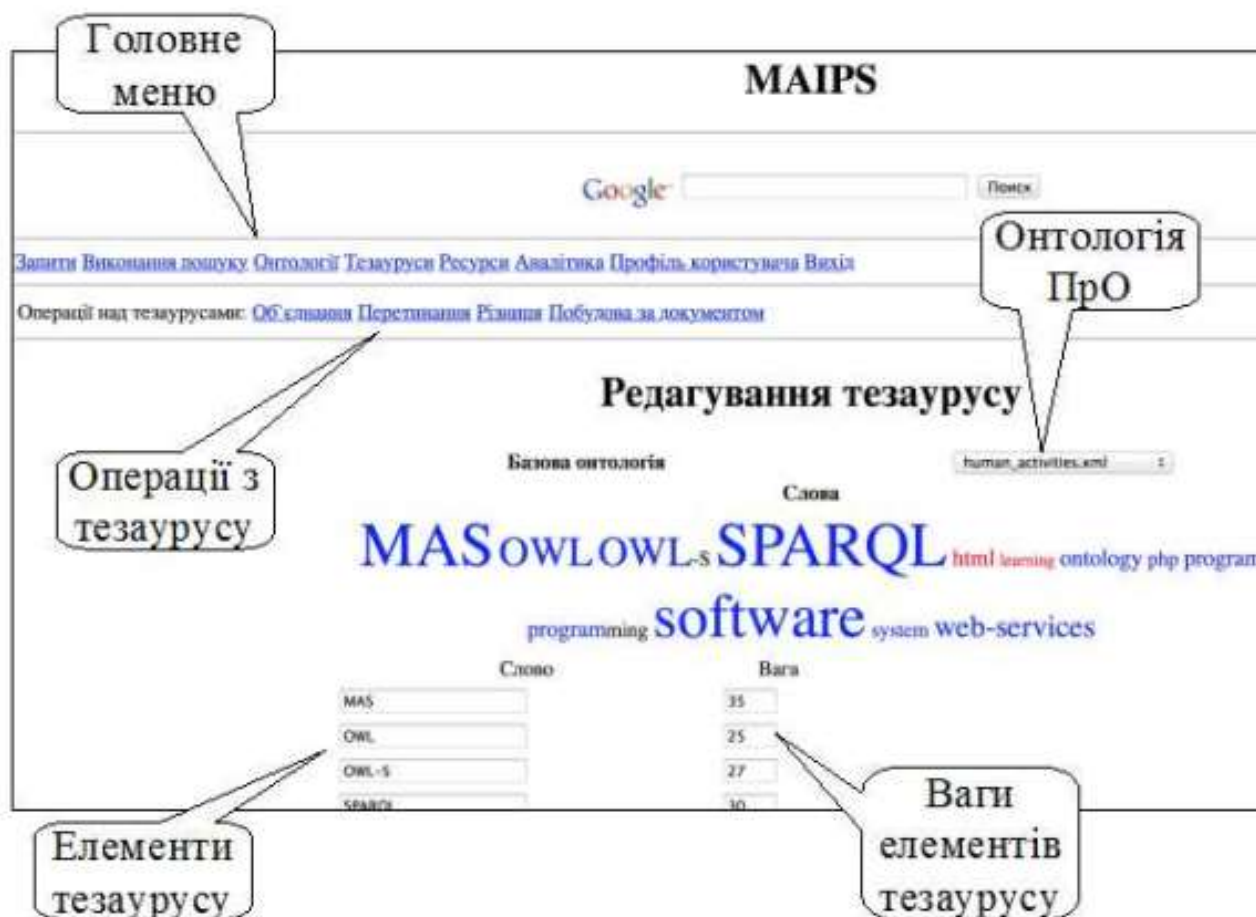 Головне
меню
MAIPS
Google
Поиск
Онтологія
ПрО
Запити Виконання пошуку Онтології Тезауруси Ресурси Аналітика Профіль користувача Вихід
Операції над тезаурусами: Об'єднання Перетинання Різниця Побудова за документом
Редагування тезаурусу
Операції з
тезаурусу
Базова онтологія
human_activities.xml
Слова
MAS OWL OWL-S SPARQL html learning ontology php program
programming software system web-services
Слово Вага
MAS 35
OWL 25
OWL-S 27
SPARQL 30
Елементи
тезаурусу
Ваги
елементів
тезаурусу